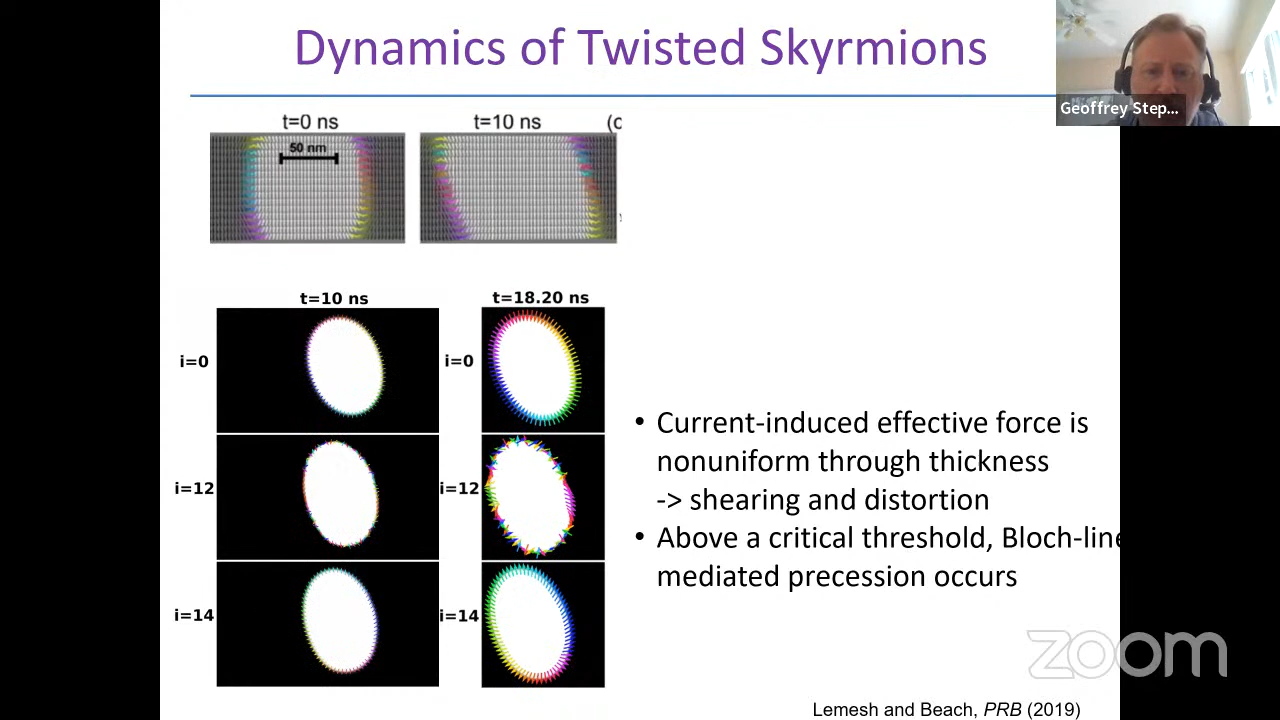 Dynamics of Twisted Skyrmions
Geoffrey Step...
t=0 ns
t=10 ns
(c
50 nm
t=10 ns
t=18.20 ns
i=0
i=0
i=12
i=12
i=14
i=14
• Current-induced effective force is
nonuniform through thickness
-> shearing and distortion
• Above a critical threshold, Bloch-line
mediated precession occurs
zoom
Lemesh and Beach, PRB (2019)